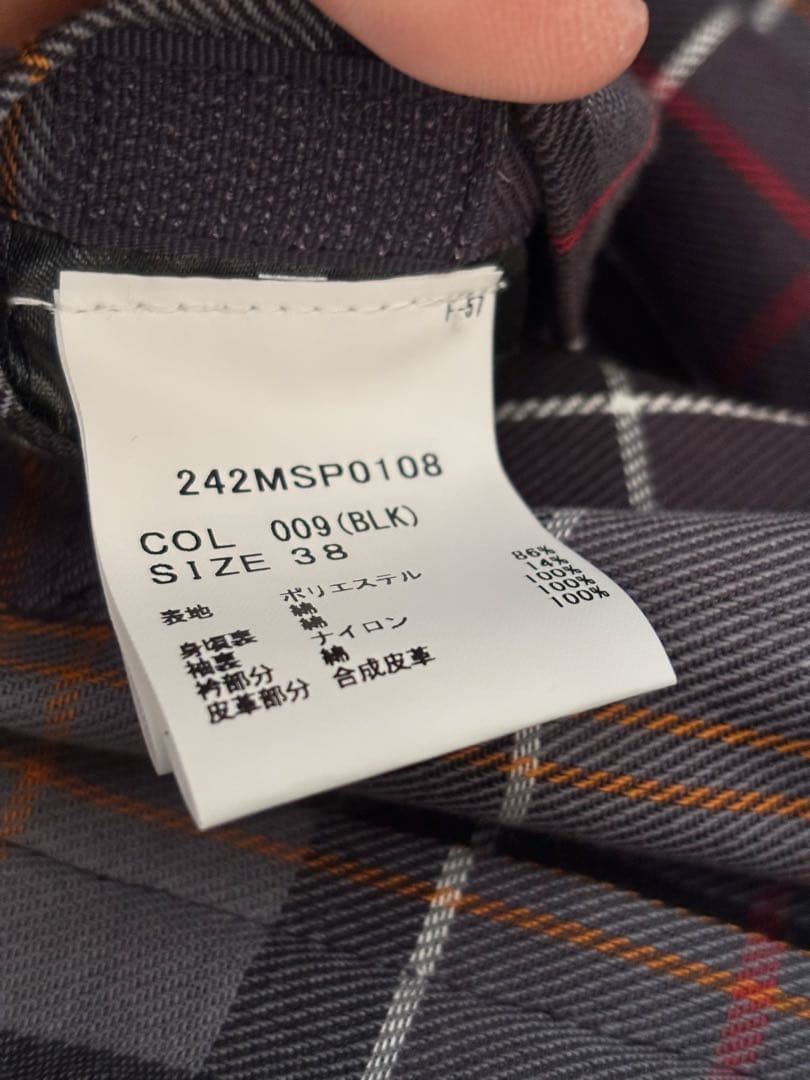 ト-57
242MSP0108
COL 009(BLK)
SIZE 38
表地 ポリエステル 86%
綿 14%
身頃裏 綿 100%
袖裏 ナイロン 100%
衿部分 綿 100%
皮革部分 合成皮革